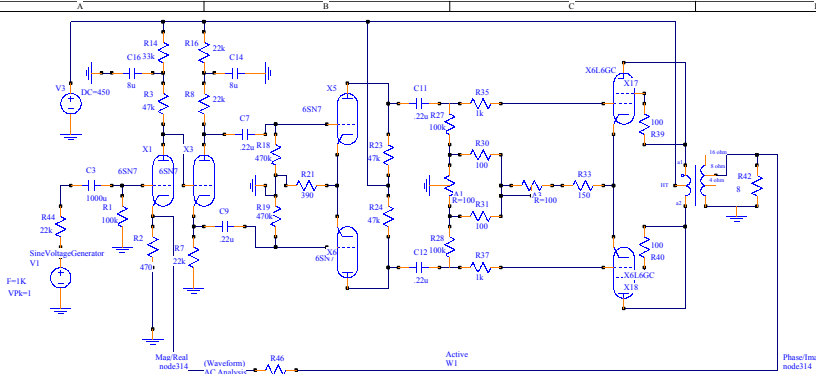 A B C
R14 33k
R16 22k
C16 8u
C14 8u
V3 DC=450
R3 47k
R8 22k
X5 6SN7
C7 .22u
C11 .22u
R27 100k
R35 1k
X6L6GC X17
100 R39
X1 6SN7
X3 6SN7
R18 470k
R21 390
R23 47k
R30 100
C3 1000u
R1 100k
R44 22k
R2 470
R7 22k
C9 .22u
R19 470k
R24 47k
A1 R=100
R=100
R33 150
R31 100
HT
a1
a2
16 ohm
8 ohm
4 ohm
R42 8
SineVoltageGenerator
V1
F=1K
VPk=1
X6
C12 .22u
R28 100k
R37 1k
100 R40
X6L6GC
X18
Mag/Real
node314
(Waveform)
AC Analysis
R46
Active
W1
node314